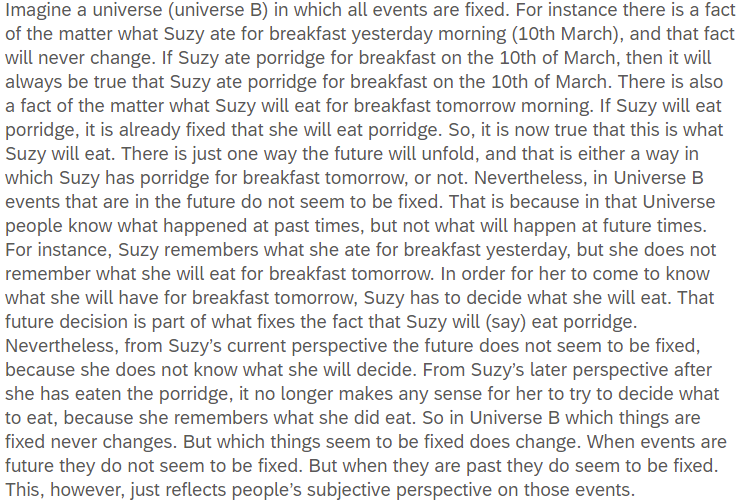 Imagine a universe (universe B) in which all events are fixed. For instance there is a fact
of the matter what Suzy ate for breakfast yesterday morning (10th March), and that fact
will never change. If Suzy ate porridge for breakfast on the 10th of March, then it will
always be true that Suzy ate porridge for breakfast on the 10th of March. There is also
a fact of the matter what Suzy will eat for breakfast tomorrow morning. If Suzy will eat
porridge, it is already fixed that she will eat porridge. So, it is now true that this is what
Suzy will eat. There is just one way the future will unfold, and that is either a way in
which Suzy has porridge for breakfast tomorrow, or not. Nevertheless, in Universe B
events that are in the future do not seem to be fixed. That is because in that Universe
people know what happened at past times, but not what will happen at future times.
For instance, Suzy remembers what she ate for breakfast yesterday, but she does not
remember what she will eat for breakfast tomorrow. In order for her to come to know
what she will have for breakfast tomorrow, Suzy has to decide what she will eat. That
future decision is part of what fixes the fact that Suzy will (say) eat porridge.
Nevertheless, from Suzy's current perspective the future does not seem to be fixed,
because she does not know what she will decide. From Suzy's later perspective after
she has eaten the porridge, it no longer makes any sense for her to try to decide what
to eat, because she remembers what she did eat. So in Universe B which things are
fixed never changes. But which things seem to be fixed does change. When events are
future they do not seem to be fixed. But when they are past they do seem to be fixed.
This, however, just reflects people's subjective perspective on those events.